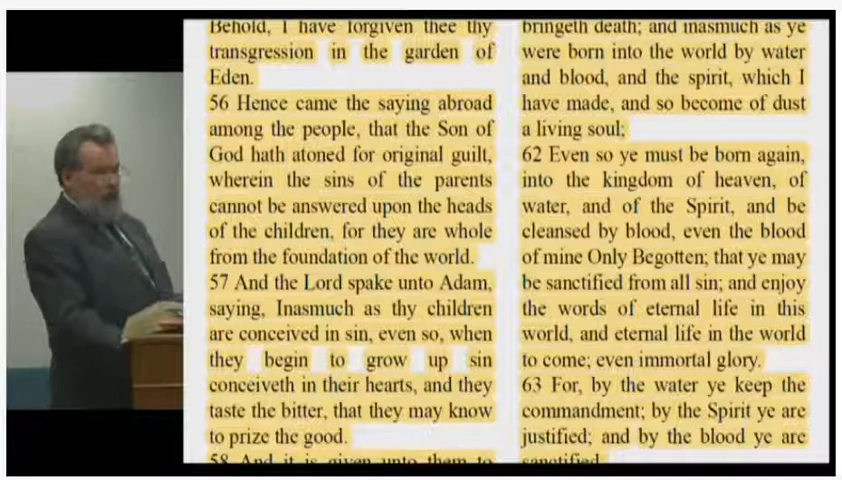 Behold, I have forgiven thee thy
transgression in the garden of
Eden.
56 Hence came the saying abroad
among the people, that the Son of
God hath atoned for original guilt,
wherein the sins of the parents
cannot be answered upon the heads
of the children, for they are whole
from the foundation of the world.
57 And the Lord spake unto Adam,
saying, Inasmuch as thy children
are conceived in sin, even so, when
they begin to grow up sin
conceiveth in their hearts, and they
taste the bitter, that they may know
to prize the good.
58 And it is given unto them to
bringeth death; and inasmuch as ye
were born into the world by water
and blood, and the spirit, which I
have made, and so become of dust
a living soul;
62 Even so ye must be born again,
into the kingdom of heaven, of
water, and of the Spirit, and be
cleansed by blood, even the blood
of mine Only Begotten; that ye may
be sanctified from all sin; and enjoy
the words of eternal life in this
world, and eternal life in the world
to come; even immortal glory.
63 For, by the water ye keep the
commandment; by the Spirit ye are
justified; and by the blood ye are
sanctified.